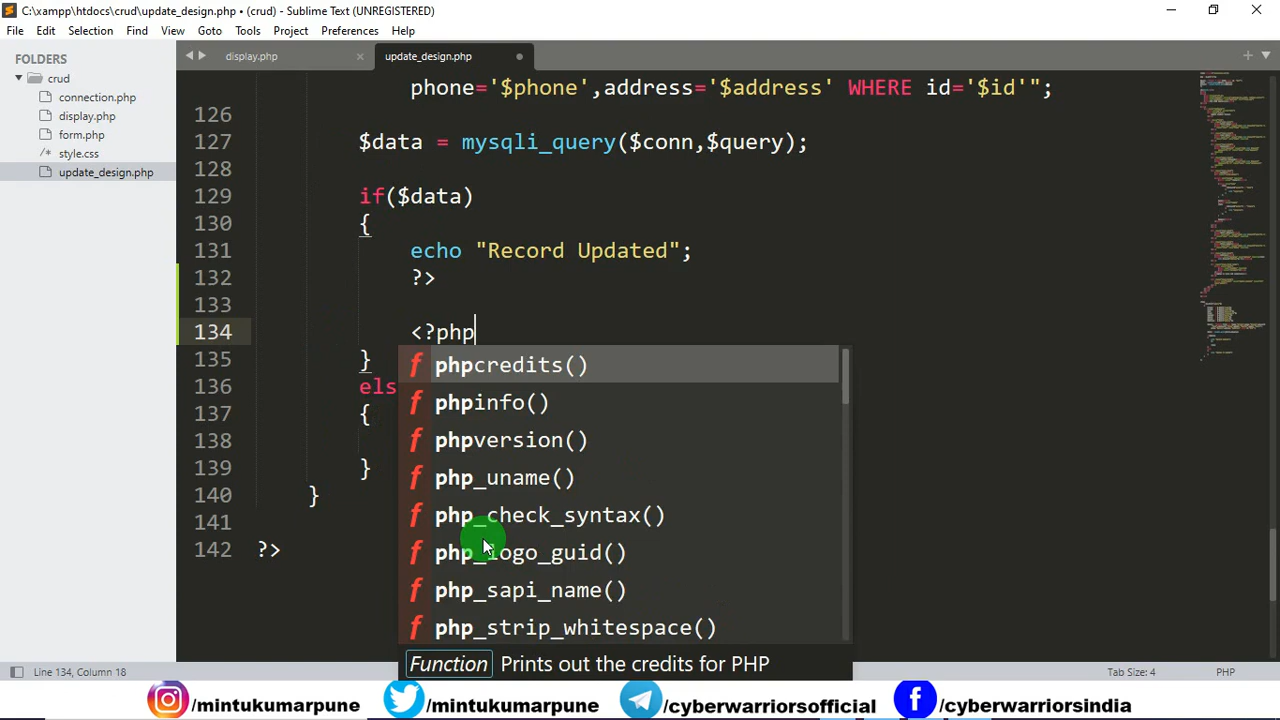 C:\xampp\htdocs\crud\update_design.php • (crud) - Sublime Text (UNREGISTERED)
File Edit Selection Find View Goto Tools Project Preferences Help
FOLDERS
crud
connection.php
display.php
form.php
style.css
update_design.php
display.php
update_design.php
phone='$phone',address='$address' WHERE id='$id'";
126
127 $data = mysqli_query($conn,$query);
128
129 if($data)
130 {
131 echo "Record Updated";
132 ?>
133
134 <?php
135 }
136 els
137 {
138
139 }
140 }
141
142 ?>
f phpcredits()
f phpinfo()
f phpversion()
f php_uname()
f php_check_syntax()
f php_logo_guid()
f php_sapi_name()
f php_strip_whitespace()
Function Prints out the credits for PHP
Line 134, Column 18
Tab Size: 4
PHP
/mintukumarpune /mintukumarpune /cyberwarriorsofficial /cyberwarriorsindia